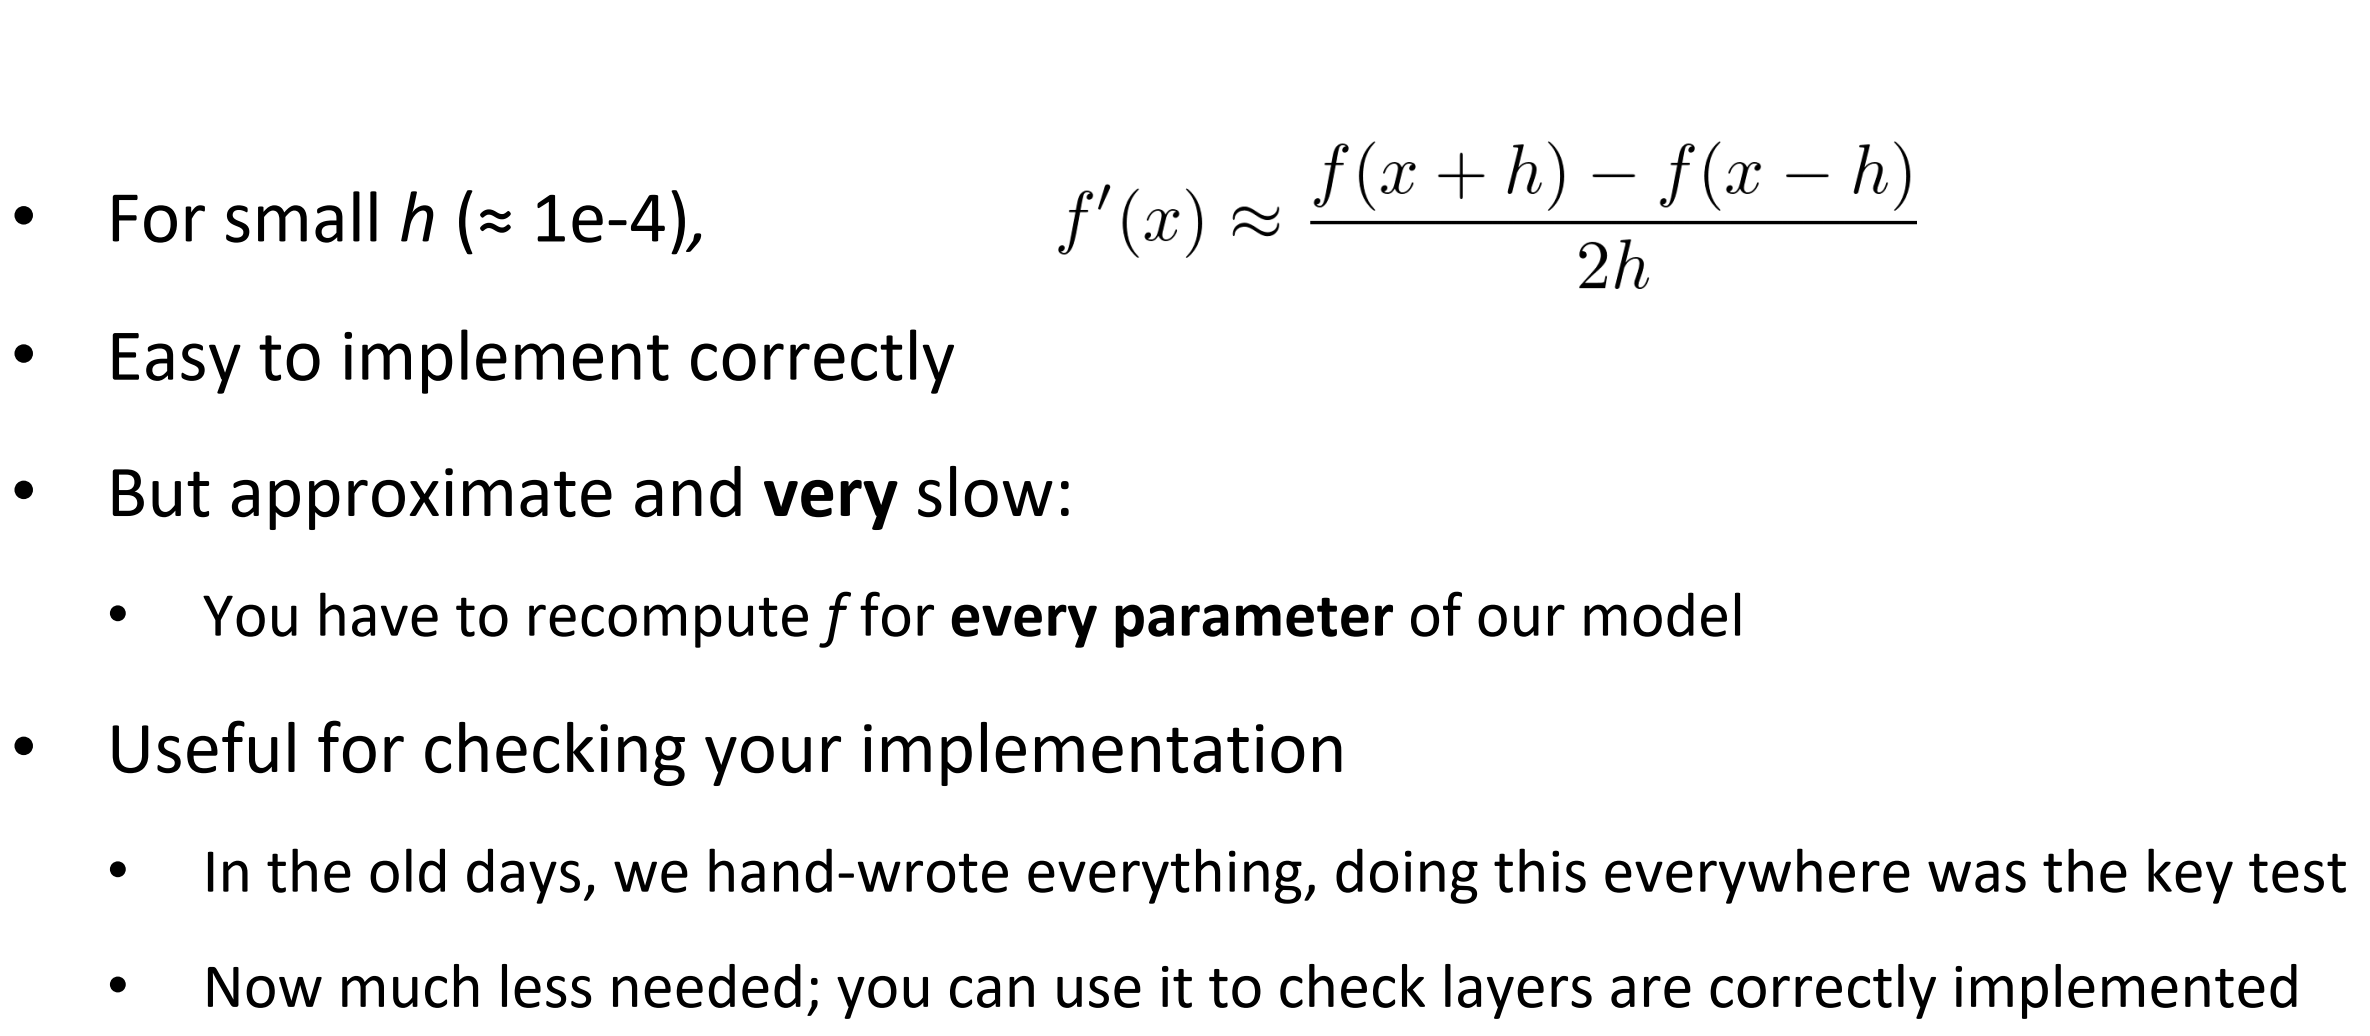 • For small h (≈ 1e-4), f′(x) ≈ \frac{f(x + h) − f(x − h)}{2h}
• Easy to implement correctly
• But approximate and very slow:
• You have to recompute f for every parameter of our model
• Useful for checking your implementation
• In the old days, we hand-wrote everything, doing this everywhere was the key test
• Now much less needed; you can use it to check layers are correctly implemented